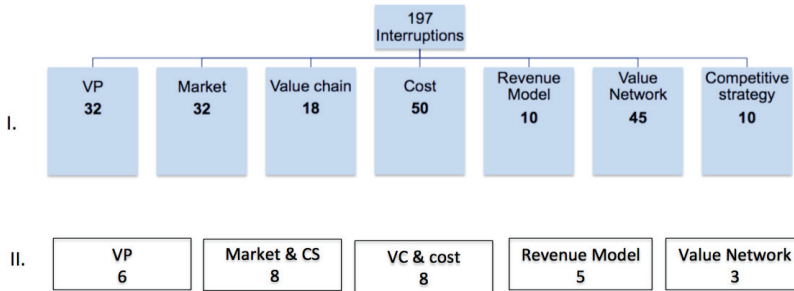 197
Interruptions
VP
32
Market
32
Value chain
18
Cost
50
Revenue
Model
10
Value
Network
45
Competitive
strategy
10
I.
II.
VP
6
Market & CS
8
VC & cost
8
Revenue Model
5
Value Network
3